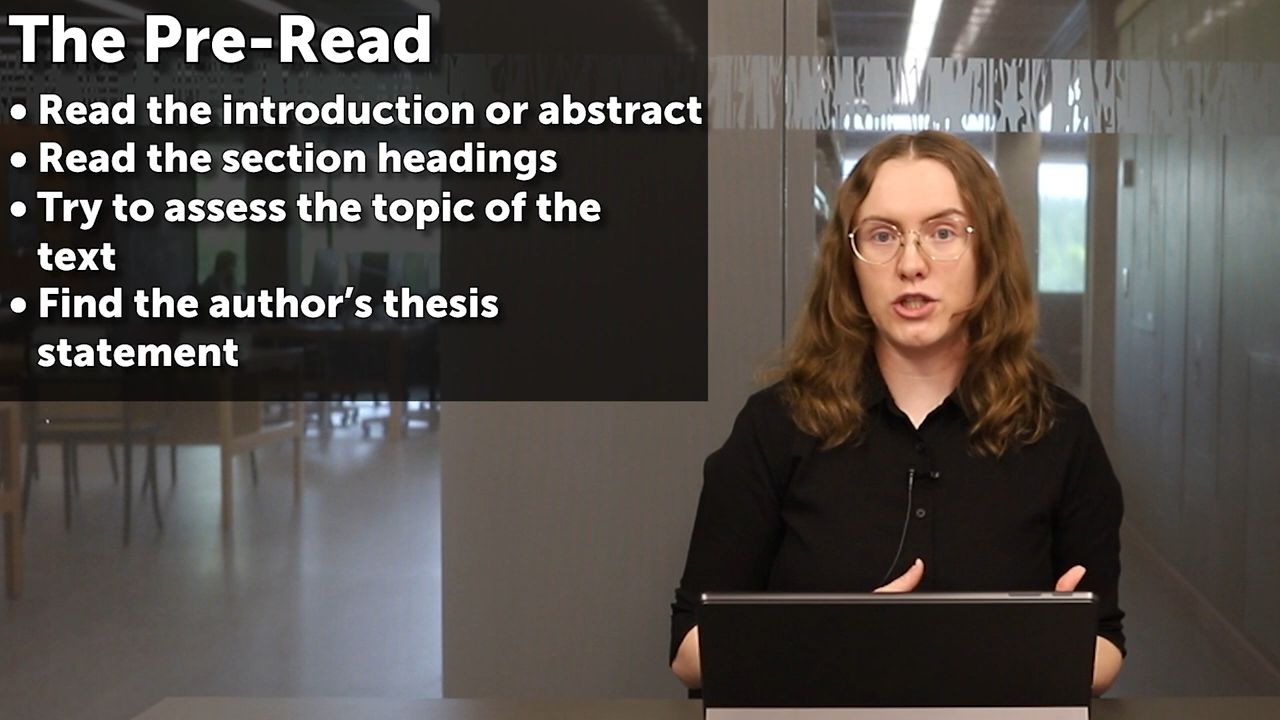 The Pre-Read
• Read the introduction or abstract
• Read the section headings
• Try to assess the topic of the
text
• Find the author’s thesis
statement